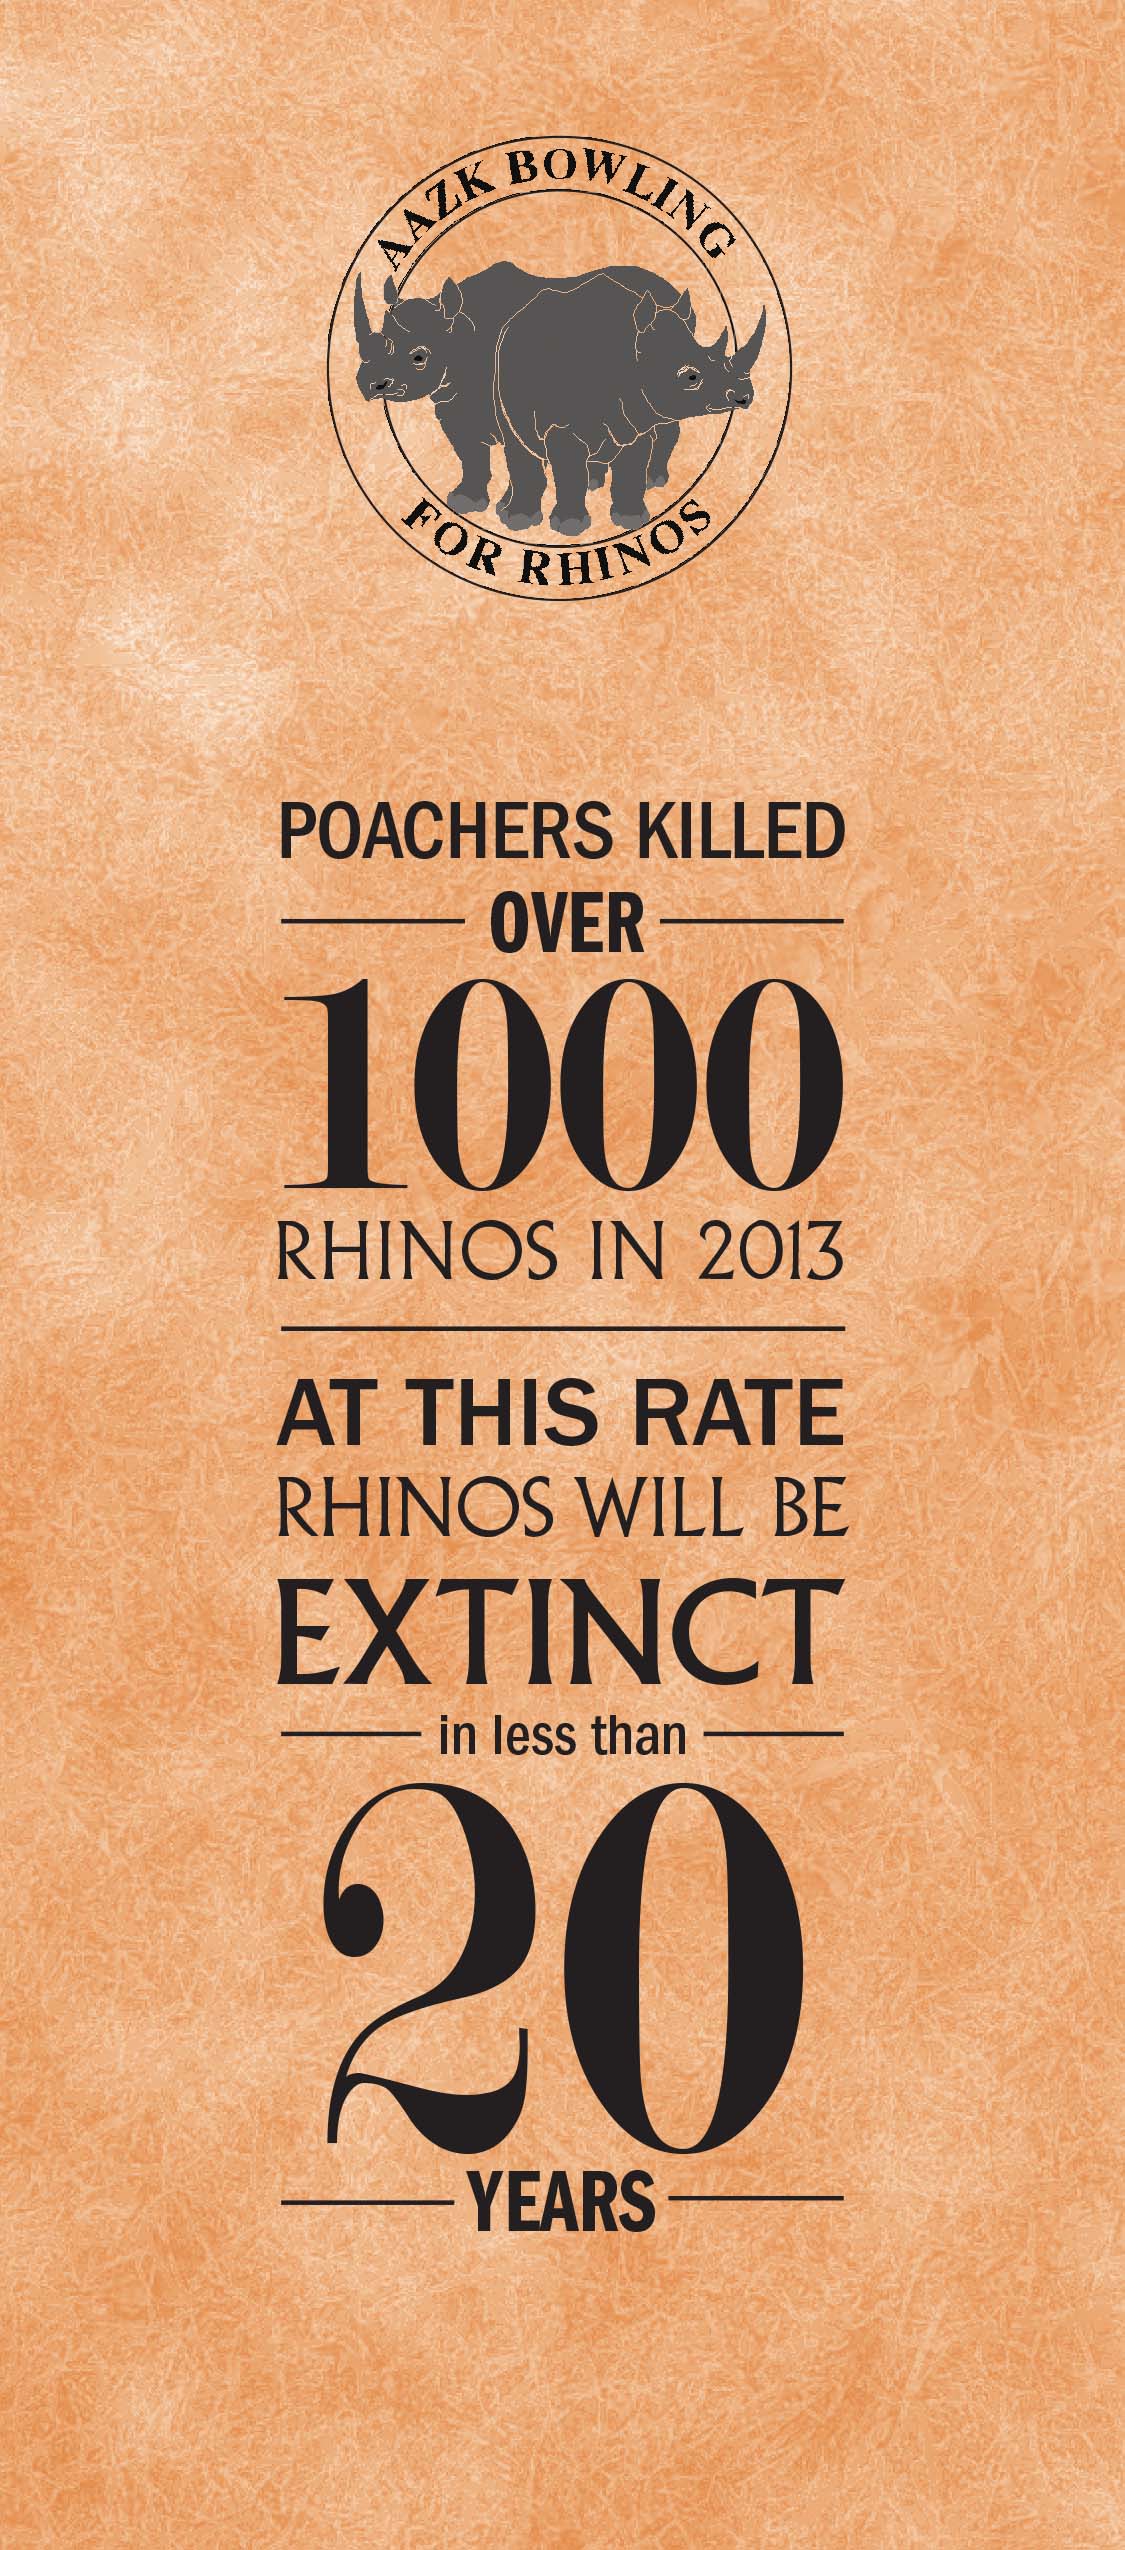 AAZK BOWLING
FOR RHINOS
POACHERS KILLED
OVER
1000
RHINOS IN 2013
AT THIS RATE
RHINOS WILL BE
EXTINCT
in less than
20
YEARS